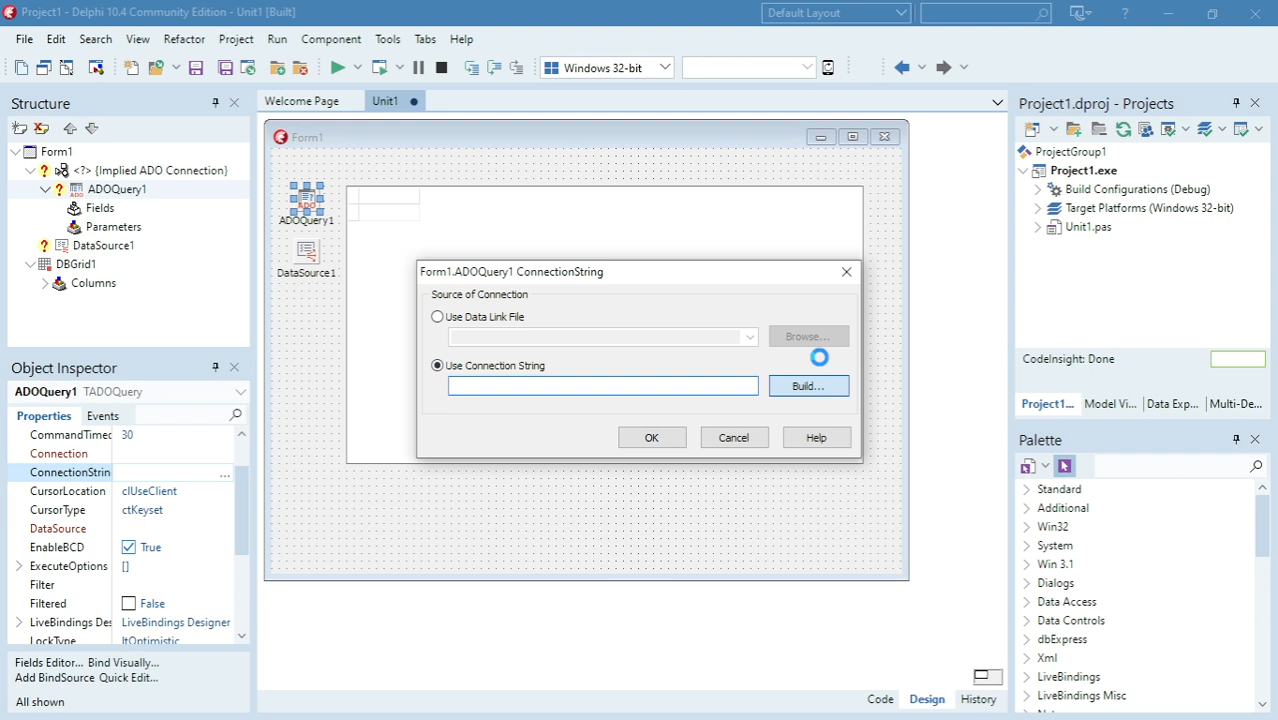 Project1 - Delphi 10.4 Community Edition - Unit1 [Built]
Default Layout
?
File Edit Search View Refactor Project Run Component Tools Tabs Help
Windows 32-bit
Structure
Form1
<?> {Implied ADO Connection}
ADOQuery1
Fields
Parameters
DataSource1
DBGrid1
Columns
Object Inspector
ADOQuery1 TADOQuery
Properties Events
CommandTimec 30
Connection
ConnectionStrin ...
CursorLocation clUseClient
CursorType ctKeyset
DataSource
EnableBCD True
ExecuteOptions []
Filter
Filtered False
LiveBindings Des LiveBindings Designer
LockType ltOptimistic
Fields Editor... Bind Visually...
Add BindSource Quick Edit...
All shown
Welcome Page Unit1
Form1
ADOQuery1
DataSource1
Form1.ADOQuery1 ConnectionString
Source of Connection
Use Data Link File
Browse...
Use Connection String
Build...
OK Cancel Help
Code Design History
Project1.dproj - Projects
ProjectGroup1
Project1.exe
Build Configurations (Debug)
Target Platforms (Windows 32-bit)
Unit1.pas
CodeInsight: Done
Project1... Model Vi... Data Exp... Multi-De...
Palette
Standard
Additional
Win32
System
Win 3.1
Dialogs
Data Access
Data Controls
dbExpress
Xml
LiveBindings
LiveBindings Misc